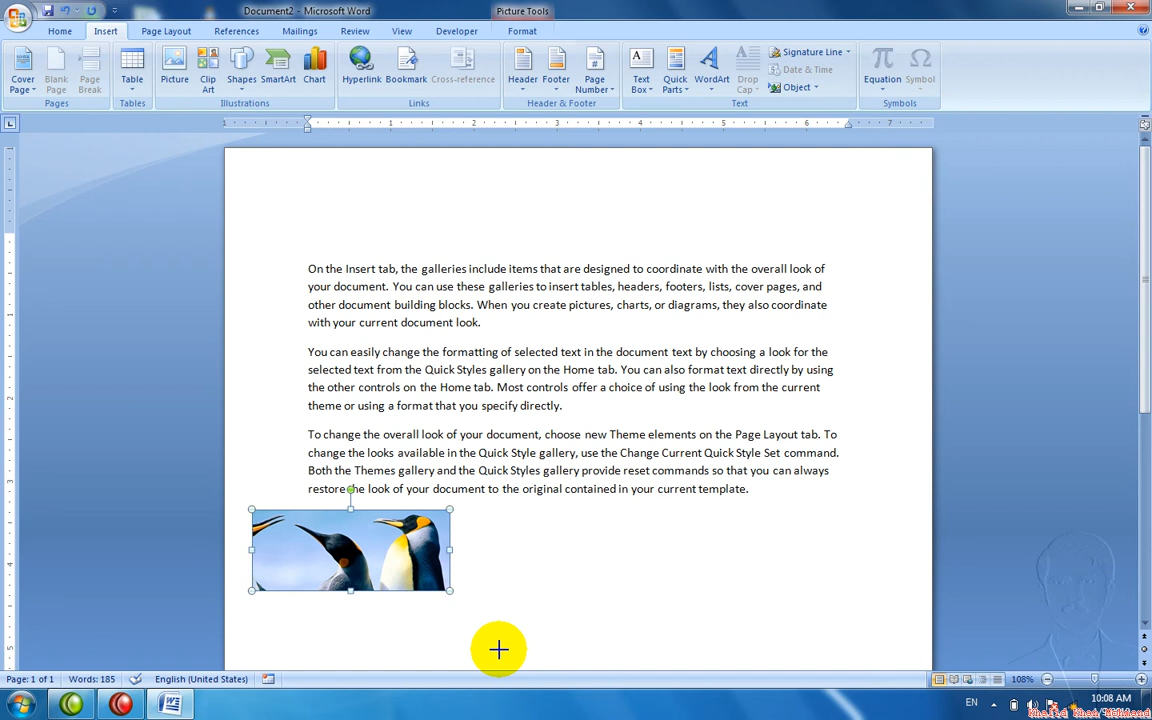 Document2 - Microsoft Word
Picture Tools
Home Insert Page Layout References Mailings Review View Developer Format
Cover Page
Blank Page
Page Break
Table
Picture
Clip Art
Shapes
SmartArt
Chart
Hyperlink
Bookmark
Cross-reference
Header
Footer
Page Number
Text Box
Quick Parts
WordArt
Drop Cap
Signature Line
Date & Time
Object
Equation
Symbol
Pages Tables Illustrations Links Header & Footer Text Symbols
1 1 2 3 4 5 6 7
On the Insert tab, the galleries include items that are designed to coordinate with the overall look of
your document. You can use these galleries to insert tables, headers, footers, lists, cover pages, and
other document building blocks. When you create pictures, charts, or diagrams, they also coordinate
with your current document look.
You can easily change the formatting of selected text in the document text by choosing a look for the
selected text from the Quick Styles gallery on the Home tab. You can also format text directly by using
the other controls on the Home tab. Most controls offer a choice of using the look from the current
theme or using a format that you specify directly.
To change the overall look of your document, choose new Theme elements on the Page Layout tab. To
change the looks available in the Quick Style gallery, use the Change Current Quick Style Set command.
Both the Themes gallery and the Quick Styles gallery provide reset commands so that you can always
restore the look of your document to the original contained in your current template.
Page: 1 of 1 Words: 185 English (United States) 108%
EN 10:08 AM